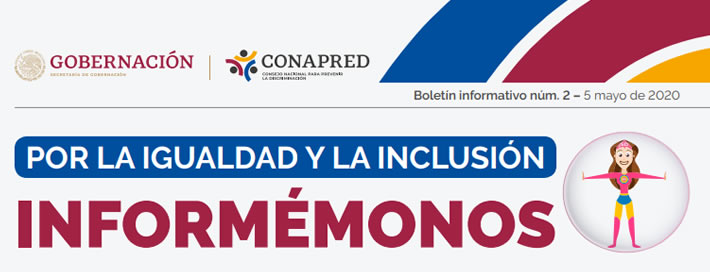 GOBERNACIÓN
SECRETARÍA DE GOBERNACIÓN
CONAPRED
CONSEJO NACIONAL PARA PREVENIR
LA DISCRIMINACIÓN
Boletín informativo núm. 2 – 5 mayo de 2020
POR LA IGUALDAD Y LA INCLUSIÓN
INFORMÉMONOS